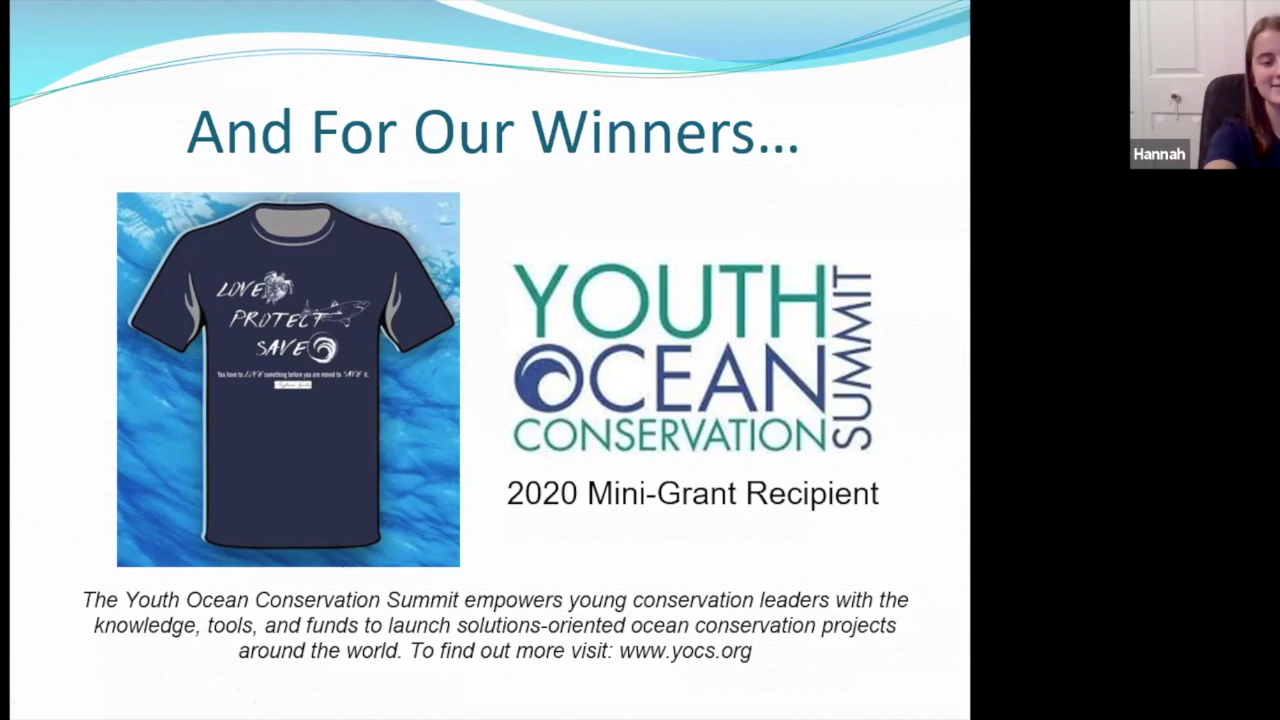 And For Our Winners...
Hannah
LOVE
PROTECT
SAVE
You have to LOVE something before you are moved to SAVE it.
YOUTH
OCEAN
CONSERVATION
SUMMIT
2020 Mini-Grant Recipient
The Youth Ocean Conservation Summit empowers young conservation leaders with the
knowledge, tools, and funds to launch solutions-oriented ocean conservation projects
around the world. To find out more visit: www.yocs.org